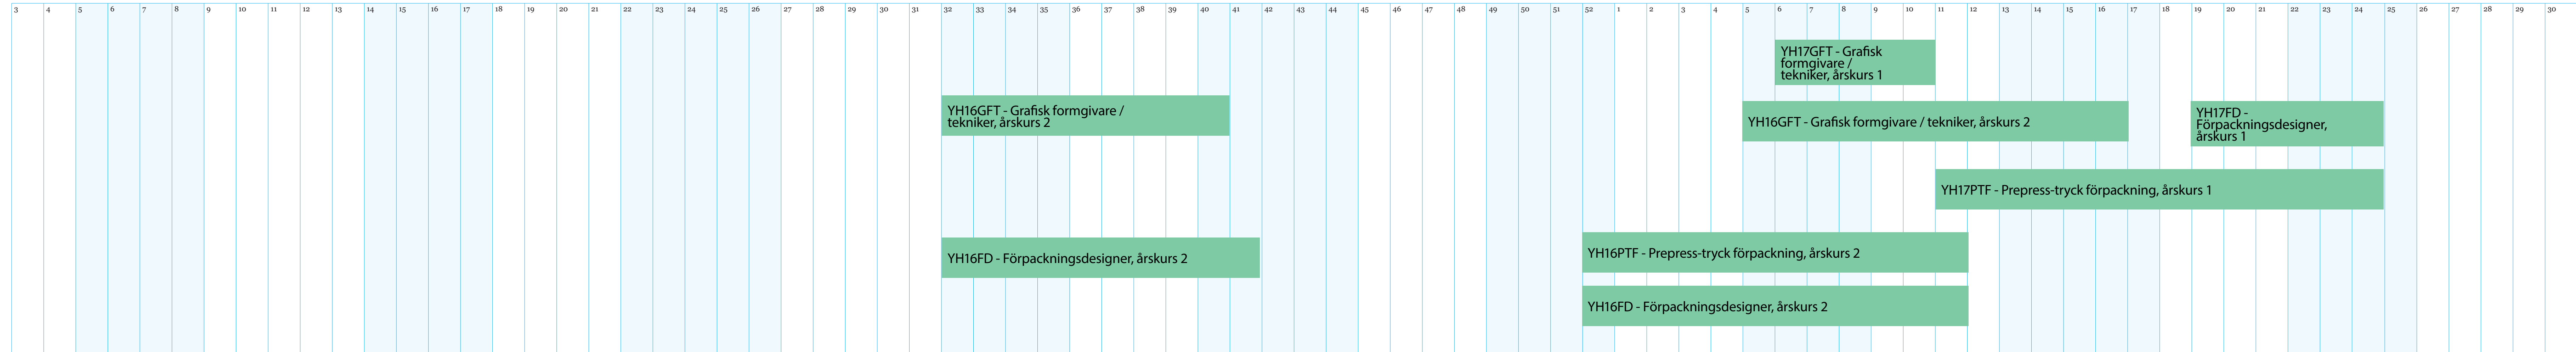 3 4 5 6 7 8 9 10 11 12 13 14 15 16 17 18 19 20 21 22 23 24 25 26 27 28 29 30 31 32 33 34 35 36 37 38 39 40 41 42 43 44 45 46 47 48 49 50 51 52 1 2 3 4 5 6 7 8 9 10 11 12 13 14 15 16 17 18 19 20 21 22 23 24 25 26 27 28 29 30
YH17GFT - Grafisk
formgivare /
tekniker, årskurs 1
YH16GFT - Grafisk formgivare /
tekniker, årskurs 2
YH16GFT - Grafisk formgivare / tekniker, årskurs 2
YH17FD -
Förpackningsdesigner,
årskurs 1
YH17PTF - Prepress-tryck förpackning, årskurs 1
YH16FD - Förpackningsdesigner, årskurs 2
YH16PTF - Prepress-tryck förpackning, årskurs 2
YH16FD - Förpackningsdesigner, årskurs 2